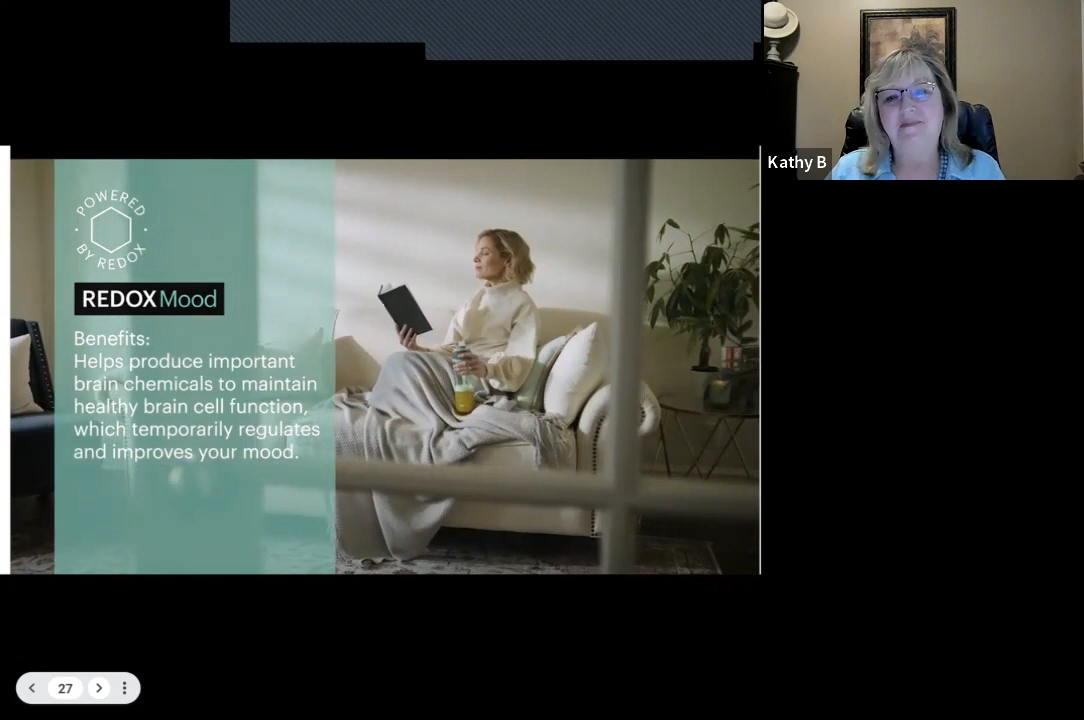 Kathy B
POWERED
BY REDOX
REDOXMood
Benefits:
Helps produce important
brain chemicals to maintain
healthy brain cell function,
which temporarily regulates
and improves your mood.
27